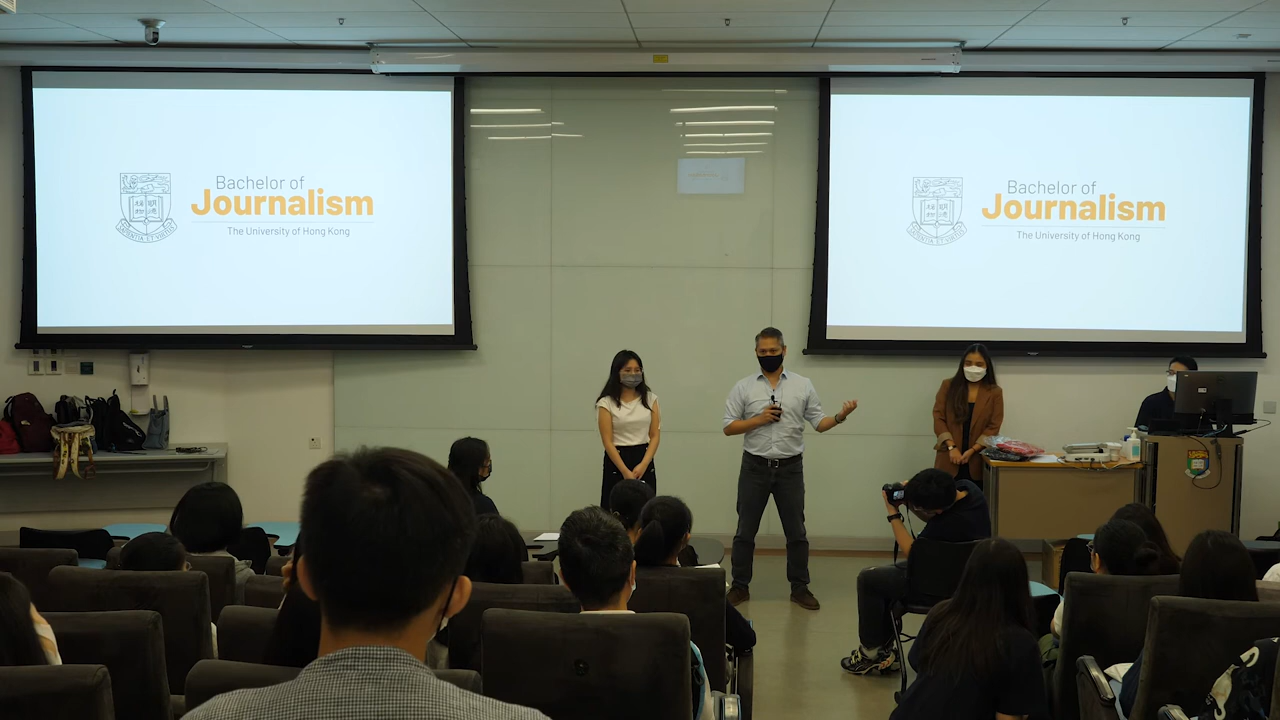 Bachelor of
Journalism
The University of Hong Kong
Bachelor of
Journalism
The University of Hong Kong